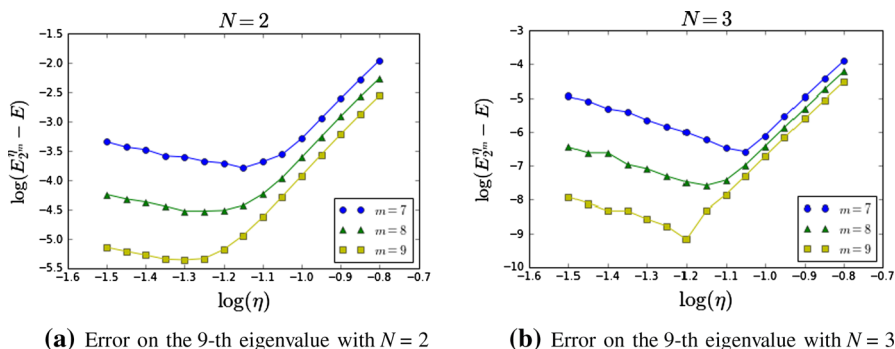 N = 2
−1.5
−2.0
−2.5
−3.0
−3.5
−4.0
−4.5
−5.0
−5.5
log(E^η_{2^m} − E)
m = 7
m = 8
m = 9
−1.6 −1.5 −1.4 −1.3 −1.2 −1.1 −1.0 −0.9 −0.8 −0.7
log(η)
(a) Error on the 9-th eigenvalue with N = 2
N = 3
−3
−4
−5
−6
−7
−8
−9
−10
log(E^η_{2^m} − E)
m = 7
m = 8
m = 9
−1.6 −1.5 −1.4 −1.3 −1.2 −1.1 −1.0 −0.9 −0.8 −0.7
log(η)
(b) Error on the 9-th eigenvalue with N = 3